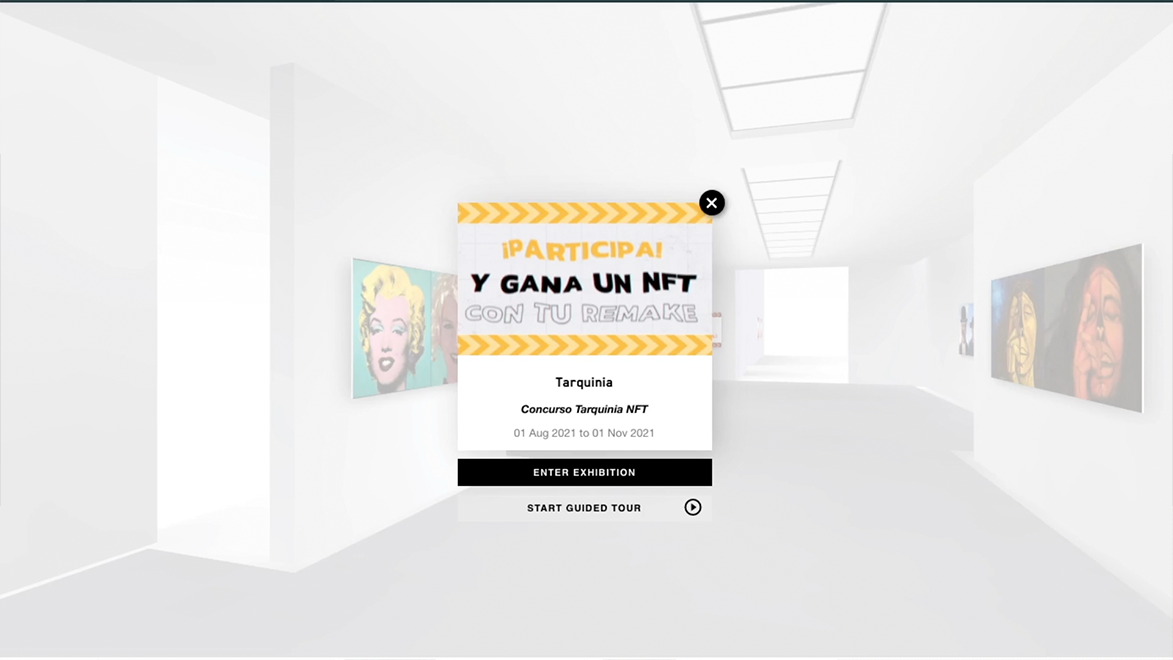 ¡PARTICIPA!
Y GANA UN NFT
CON TU REMAKE
Tarquinia
Concurso Tarquinia NFT
01 Aug 2021 to 01 Nov 2021
ENTER EXHIBITION
START GUIDED TOUR